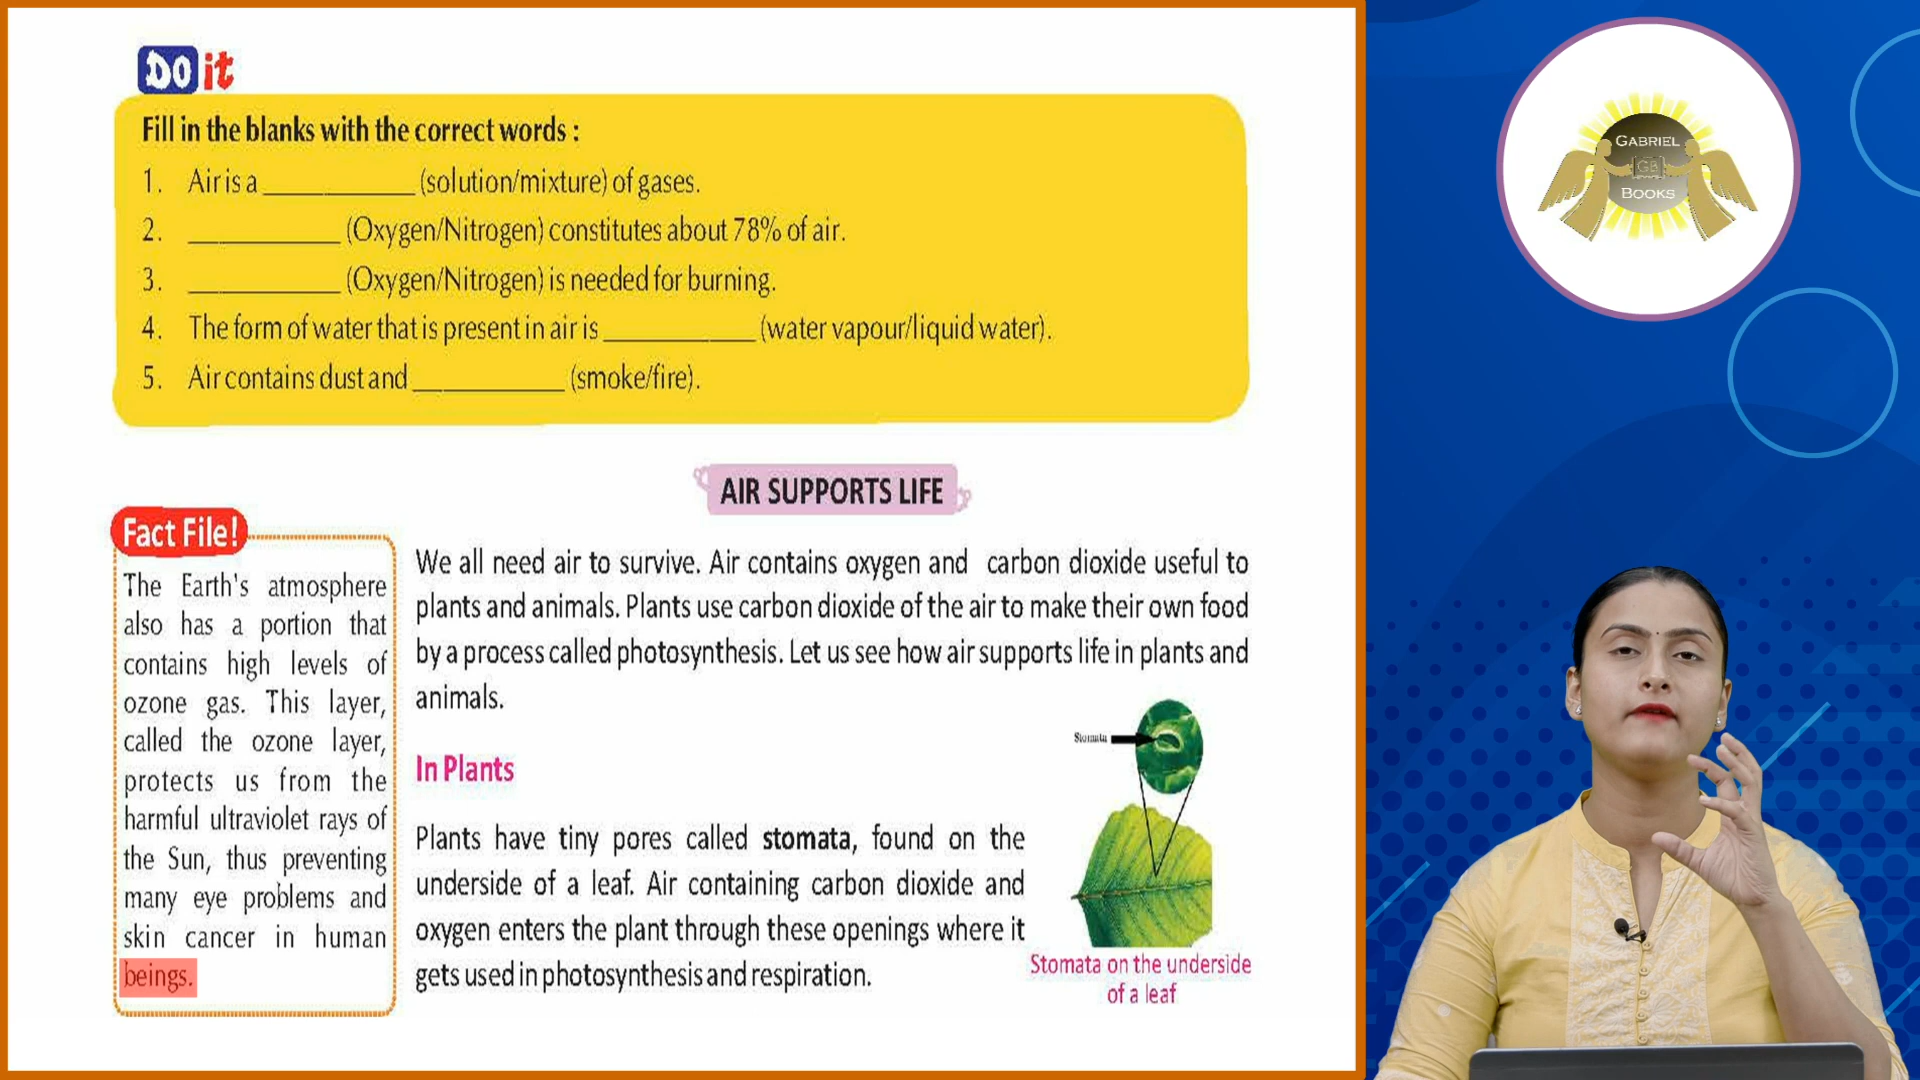 Do it
Fill in the blanks with the correct words :
1. Air is a ____________ (solution/mixture) of gases.
2. ____________ (Oxygen/Nitrogen) constitutes about 78% of air.
3. ____________ (Oxygen/Nitrogen) is needed for burning.
4. The form of water that is present in air is ____________ (water vapour/liquid water).
5. Air contains dust and ____________ (smoke/fire).
AIR SUPPORTS LIFE
Fact File!
The Earth's atmosphere
also has a portion that
contains high levels of
ozone gas. This layer,
called the ozone layer,
protects us from the
harmful ultraviolet rays of
the Sun, thus preventing
many eye problems and
skin cancer in human
beings.
We all need air to survive. Air contains oxygen and carbon dioxide useful to
plants and animals. Plants use carbon dioxide of the air to make their own food
by a process called photosynthesis. Let us see how air supports life in plants and
animals.
In Plants
Plants have tiny pores called stomata, found on the
underside of a leaf. Air containing carbon dioxide and
oxygen enters the plant through these openings where it
gets used in photosynthesis and respiration.
Stomata
Stomata on the underside
of a leaf
GABRIEL
GB
BOOKS